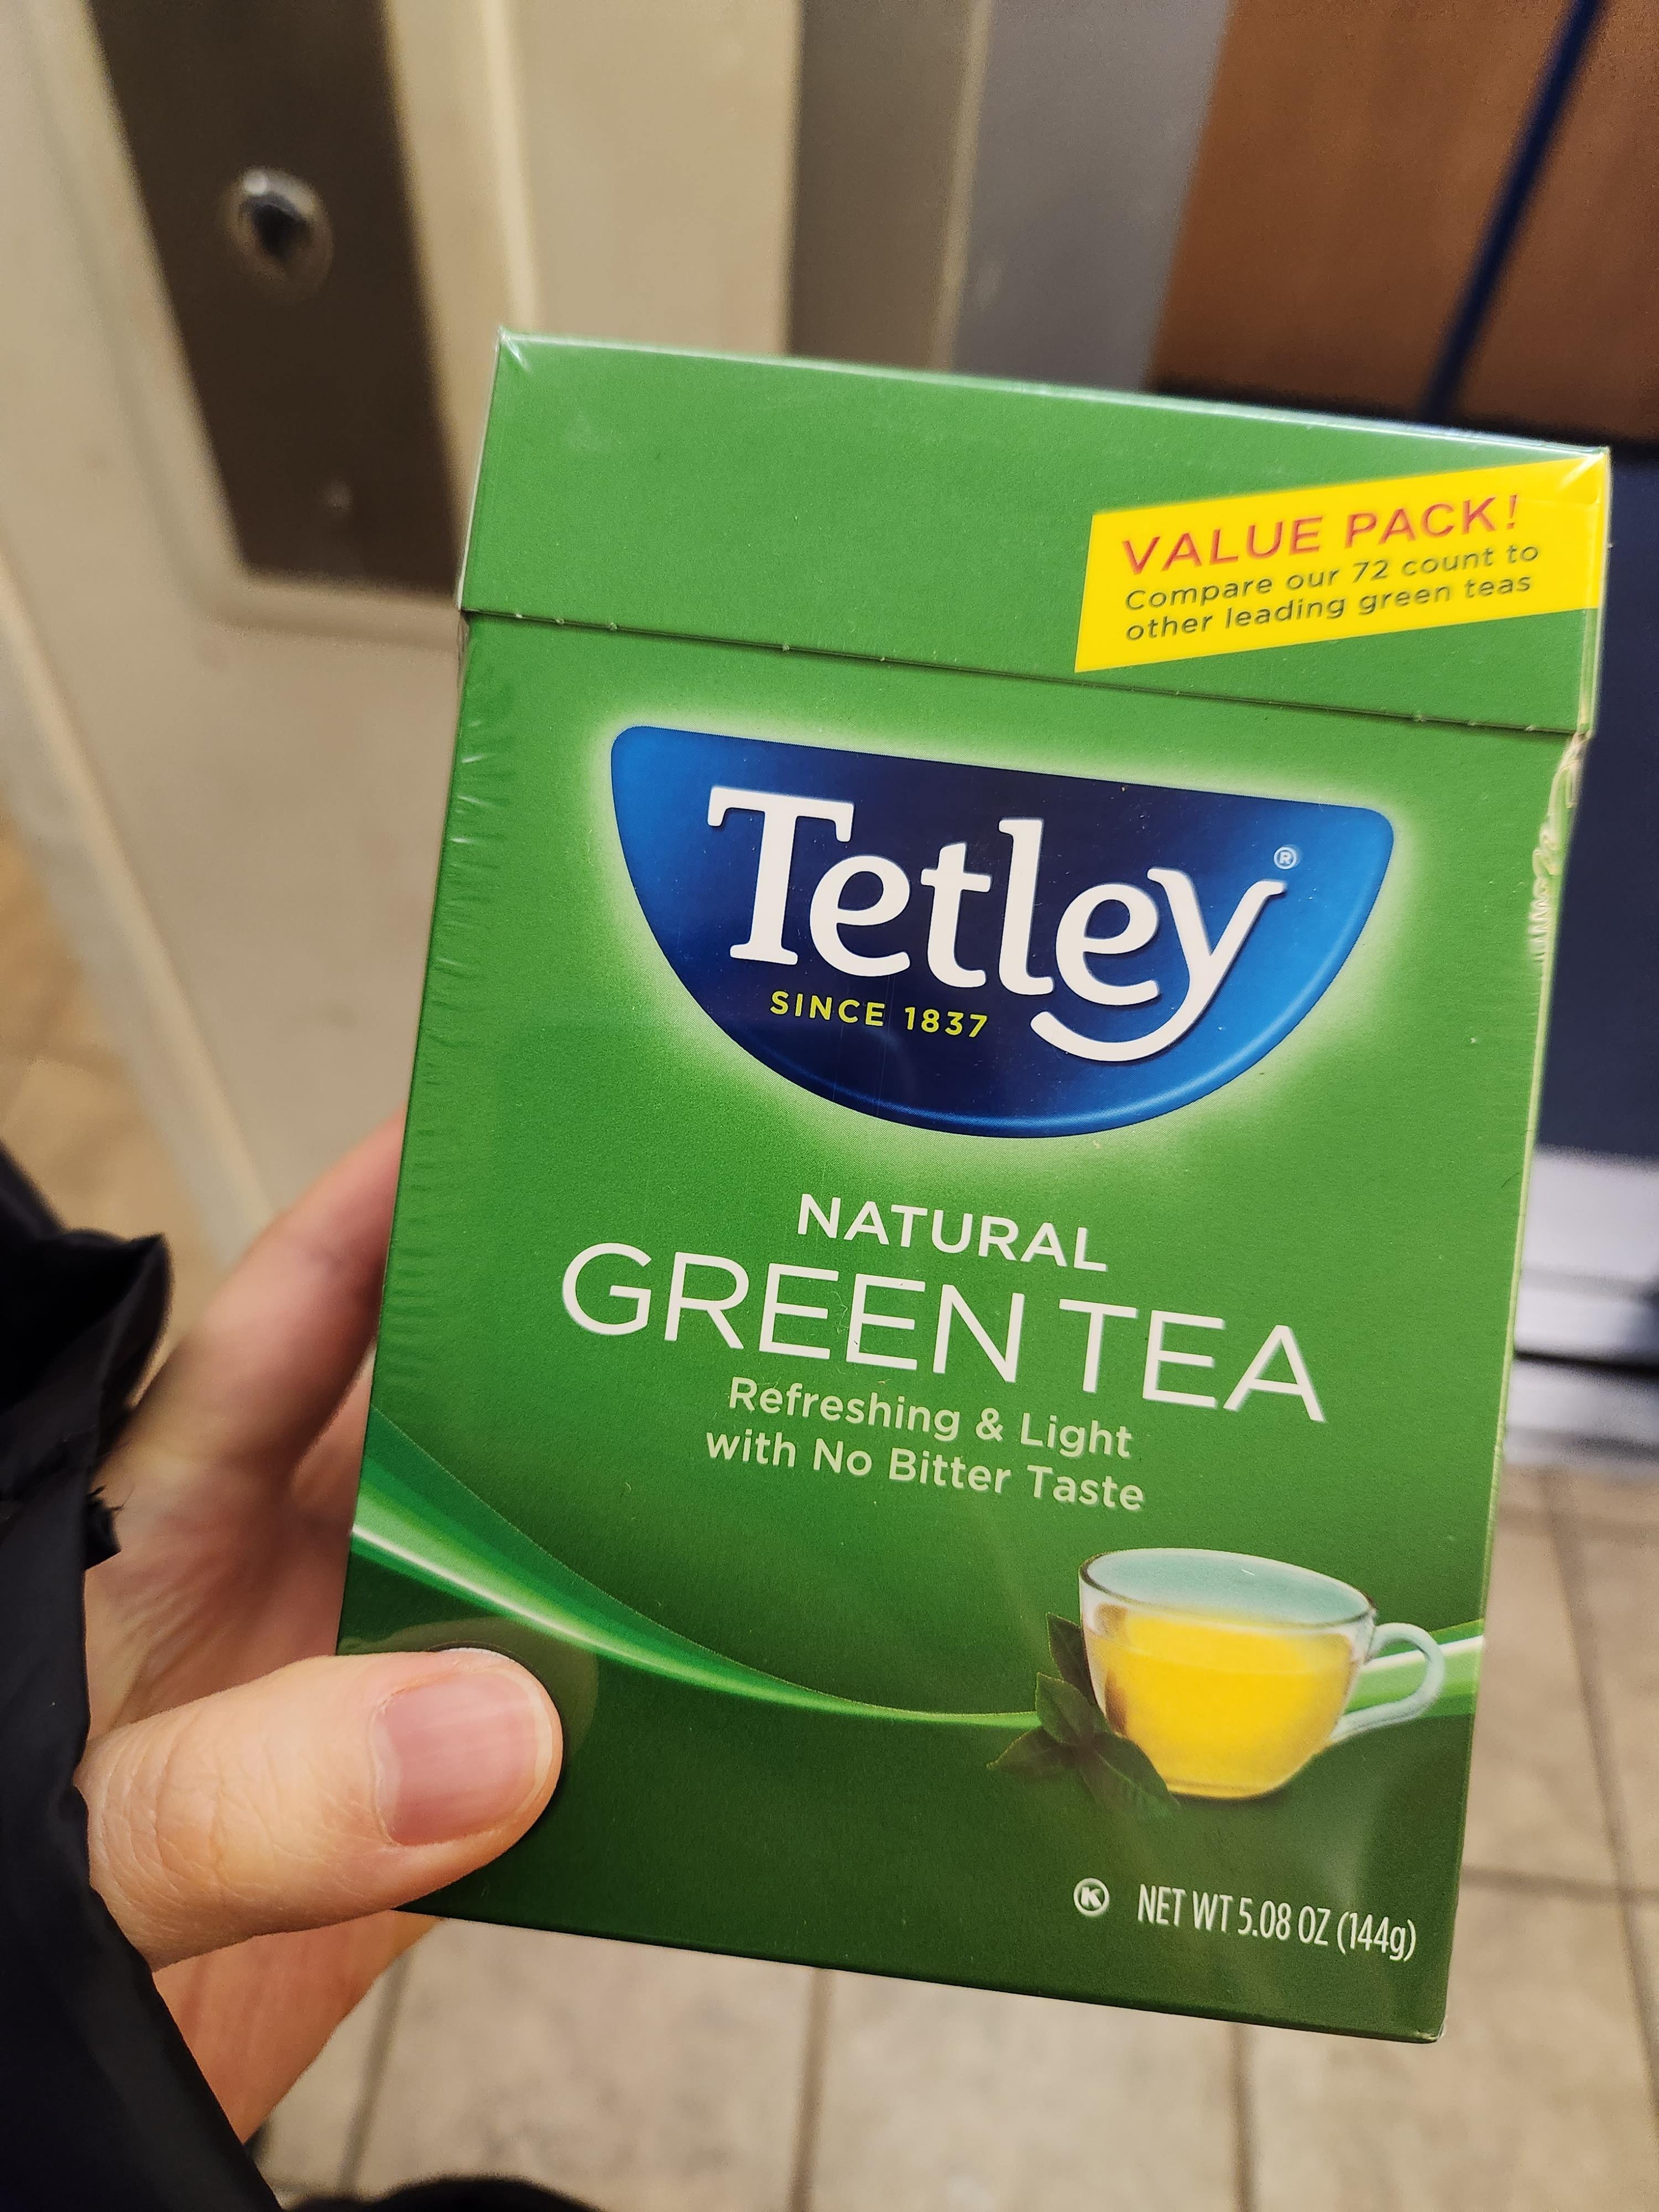 VALUE PACK!
Compare our 72 count to
other leading green teas
Tetley®
SINCE 1837
NATURAL
GREEN TEA
Refreshing & Light
with No Bitter Taste
K NET WT 5.08 OZ (144g)